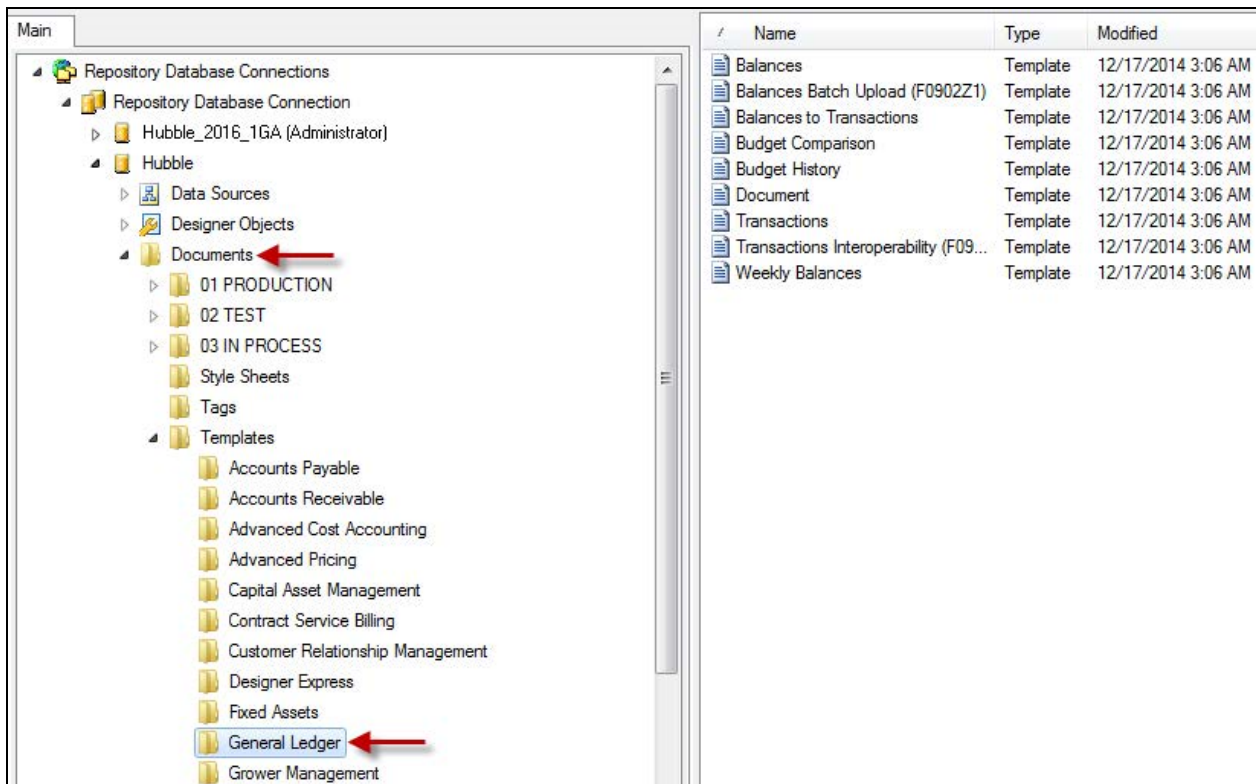 Main
Repository Database Connections
Repository Database Connection
Hubble_2016_1GA (Administrator)
Hubble
Data Sources
Designer Objects
Documents
01 PRODUCTION
02 TEST
03 IN PROCESS
Style Sheets
Tags
Templates
Accounts Payable
Accounts Receivable
Advanced Cost Accounting
Advanced Pricing
Capital Asset Management
Contract Service Billing
Customer Relationship Management
Designer Express
Fixed Assets
General Ledger
Grower Management
Name Type Modified
Balances Template 12/17/2014 3:06 AM
Balances Batch Upload (F0902Z1) Template 12/17/2014 3:06 AM
Balances to Transactions Template 12/17/2014 3:06 AM
Budget Comparison Template 12/17/2014 3:06 AM
Budget History Template 12/17/2014 3:06 AM
Document Template 12/17/2014 3:06 AM
Transactions Template 12/17/2014 3:06 AM
Transactions Interoperability (F09... Template 12/17/2014 3:06 AM
Weekly Balances Template 12/17/2014 3:06 AM